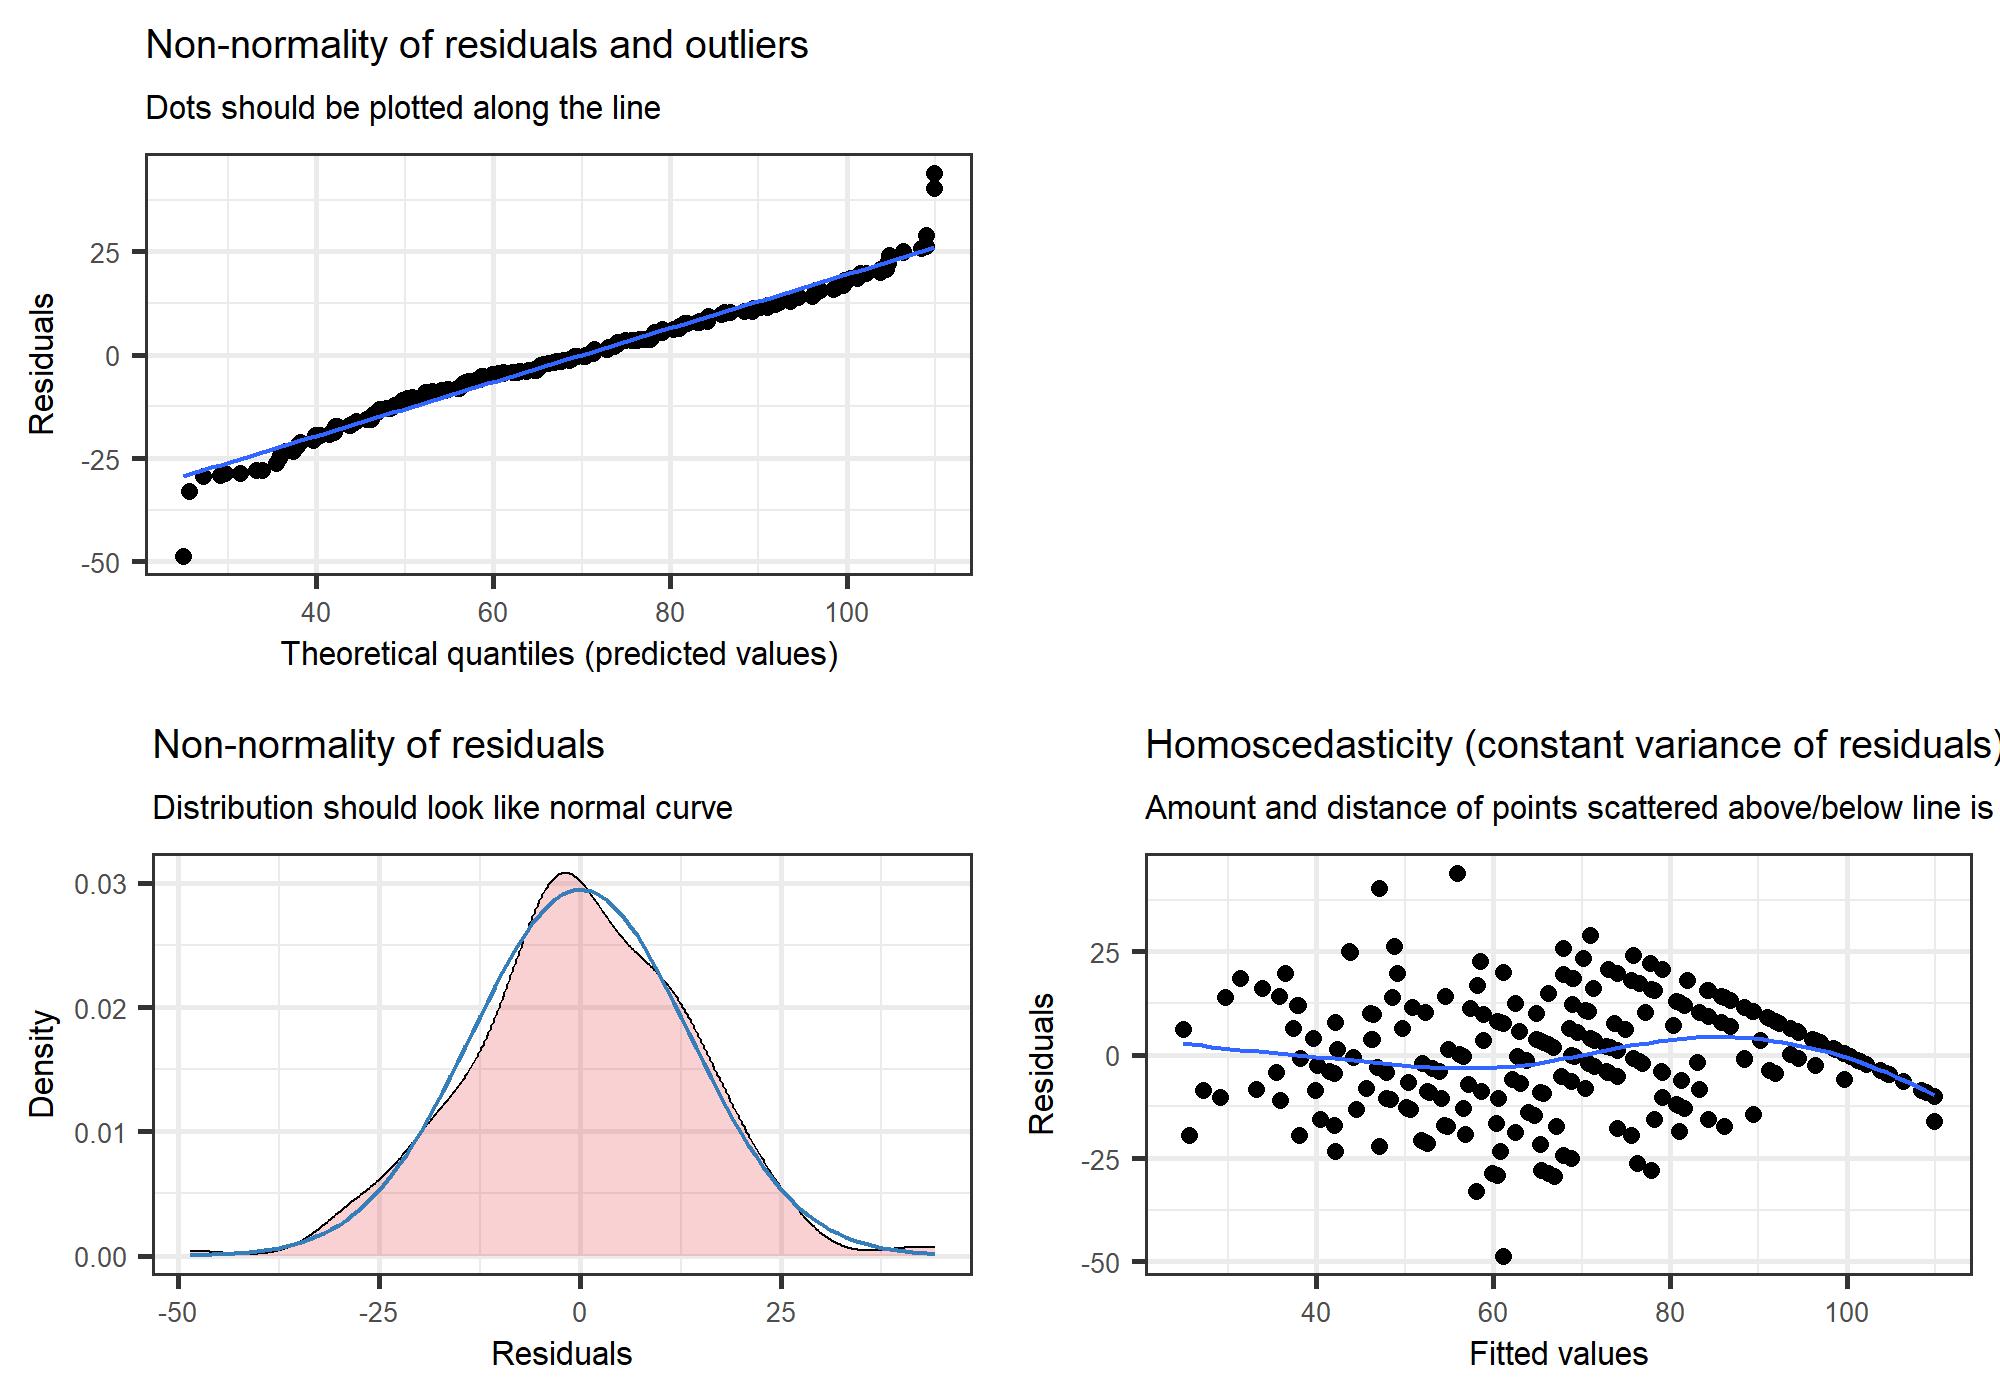 Non-normality of residuals and outliers
Dots should be plotted along the line
Residuals
25
0
-25
-50
40 60 80 100
Theoretical quantiles (predicted values)
Non-normality of residuals
Distribution should look like normal curve
Density
0.03
0.02
0.01
0.00
-50 -25 0 25
Residuals
Homoscedasticity (constant variance of residuals)
Amount and distance of points scattered above/below line is
Residuals
25
0
-25
-50
40 60 80 100
Fitted values